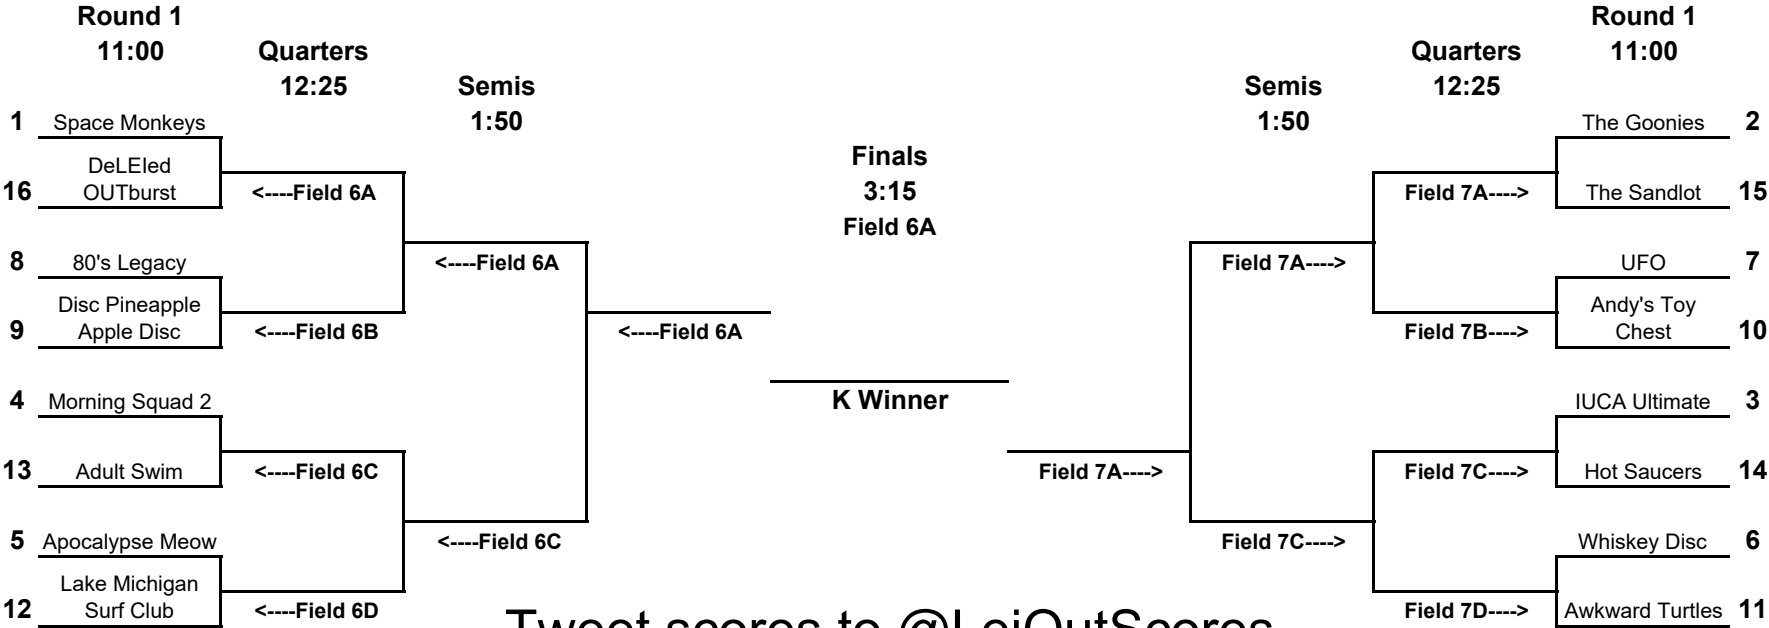 Round 1
Round 1
11:00
Quarters
Quarters
11:00
12:25
Semis
Semis
12:25
1 Space Monkeys
1:50
1:50
The Goonies 2
DeLEIed
Finals
16 OUTburst
<----Field 6A
3:15
Field 7A---->
The Sandlot 15
Field 6A
8 80's Legacy
<----Field 6A
Field 7A---->
UFO 7
Disc Pineapple
Andy's Toy
9 Apple Disc
<----Field 6B
<----Field 6A
Field 7B---->
Chest 10
4 Morning Squad 2
K Winner
IUCA Ultimate 3
13 Adult Swim
<----Field 6C
Field 7A---->
Field 7C---->
Hot Saucers 14
5 Apocalypse Meow
<----Field 6C
Field 7C---->
Whiskey Disc 6
Lake Michigan
12 Surf Club
<----Field 6D
Tweet scores to @LeiOutScores
Field 7D---->
Awkward Turtles 11